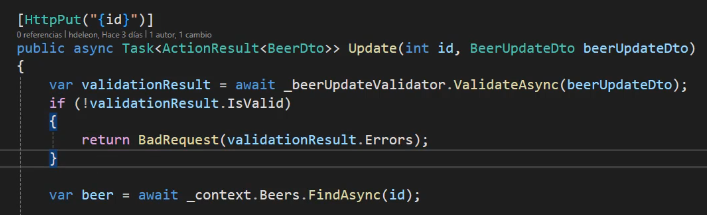 [HttpPut("{id}")]
0 referencias | hdeleon, Hace 3 días | 1 autor, 1 cambio
public async Task<ActionResult<BeerDto>> Update(int id, BeerUpdateDto beerUpdateDto)
{
var validationResult = await _beerUpdateValidator.ValidateAsync(beerUpdateDto);
if (!validationResult.IsValid)
{
return BadRequest(validationResult.Errors);
}
var beer = await _context.Beers.FindAsync(id);